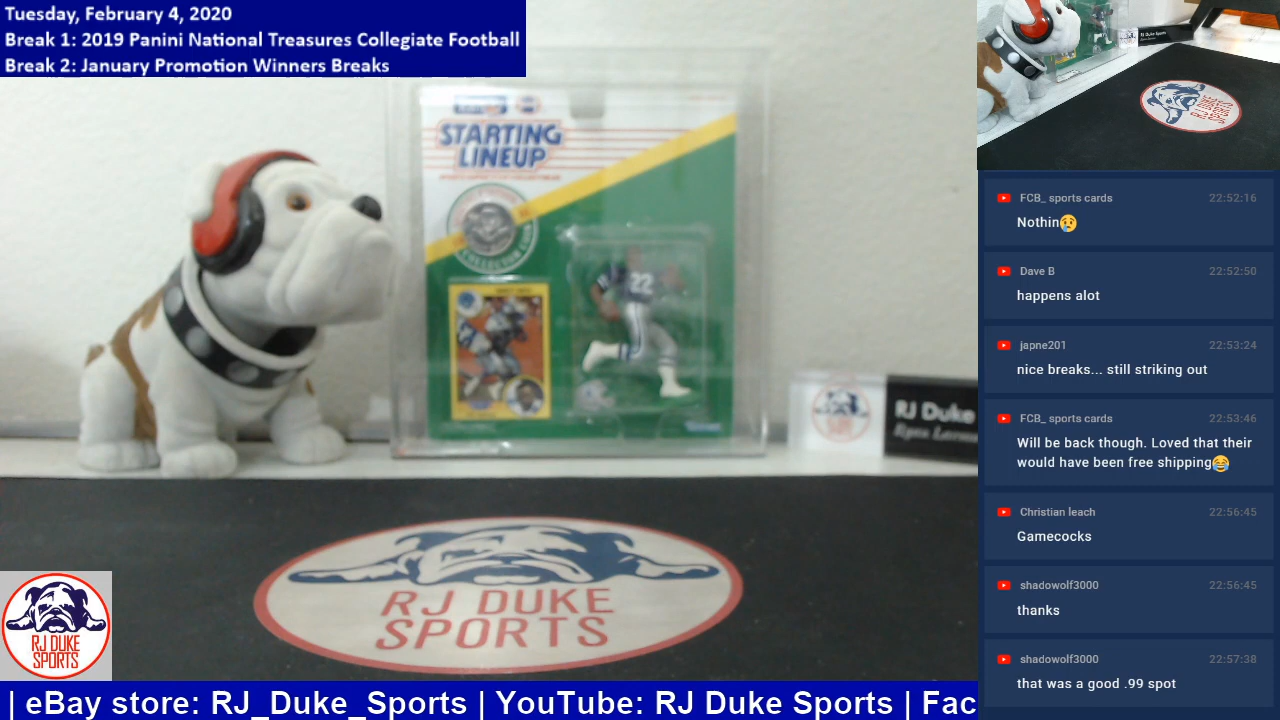 Tuesday, February 4, 2020
Break 1: 2019 Panini National Treasures Collegiate Football
Break 2: January Promotion Winners Breaks
STARTING
LINEUP
22
RJ Duke
RJ DUKE
SPORTS
RJ DUKE
SPORTS
| eBay store: RJ_Duke_Sports | YouTube: RJ Duke Sports | Fac
RJ DUKE
SPORTS
FCB_ sports cards 22:52:16
Nothin😢
Dave B 22:52:50
happens alot
japne201 22:53:24
nice breaks... still striking out
FCB_ sports cards 22:53:46
Will be back though. Loved that their
would have been free shipping😂
Christian leach 22:56:45
Gamecocks
shadowolf3000 22:56:45
thanks
shadowolf3000 22:57:38
that was a good .99 spot